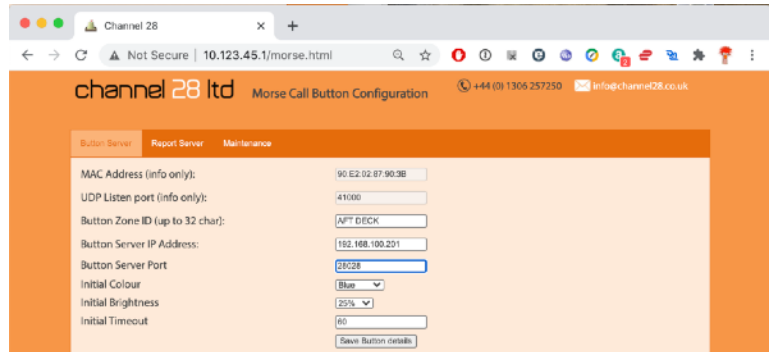 Channel 28
Not Secure | 10.123.45.1/morse.html
channel 28 ltd Morse Call Button Configuration +44 (0) 1306 257250 info@channel28.co.uk
Button Server Report Server Maintenance
MAC Address (info only): 90:E2:02:87:90:3B
UDP Listen port (info only): 41000
Button Zone ID (up to 32 char): AFT DECK
Button Server IP Address: 192.168.100.201
Button Server Port 28028
Initial Colour Blue
Initial Brightness 25%
Initial Timeout 60
Save Button details